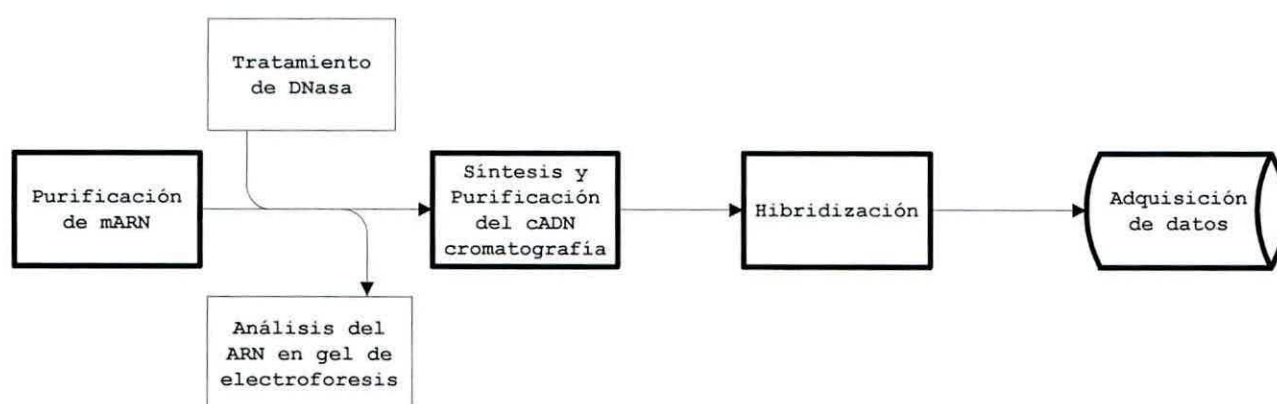 Tratamiento
de DNasa
Purificación
de mARN
Síntesis y
Purificación
del cADN
cromatografía
Hibridización
Adquisición
de datos
Análisis del
ARN en gel de
electroforesis